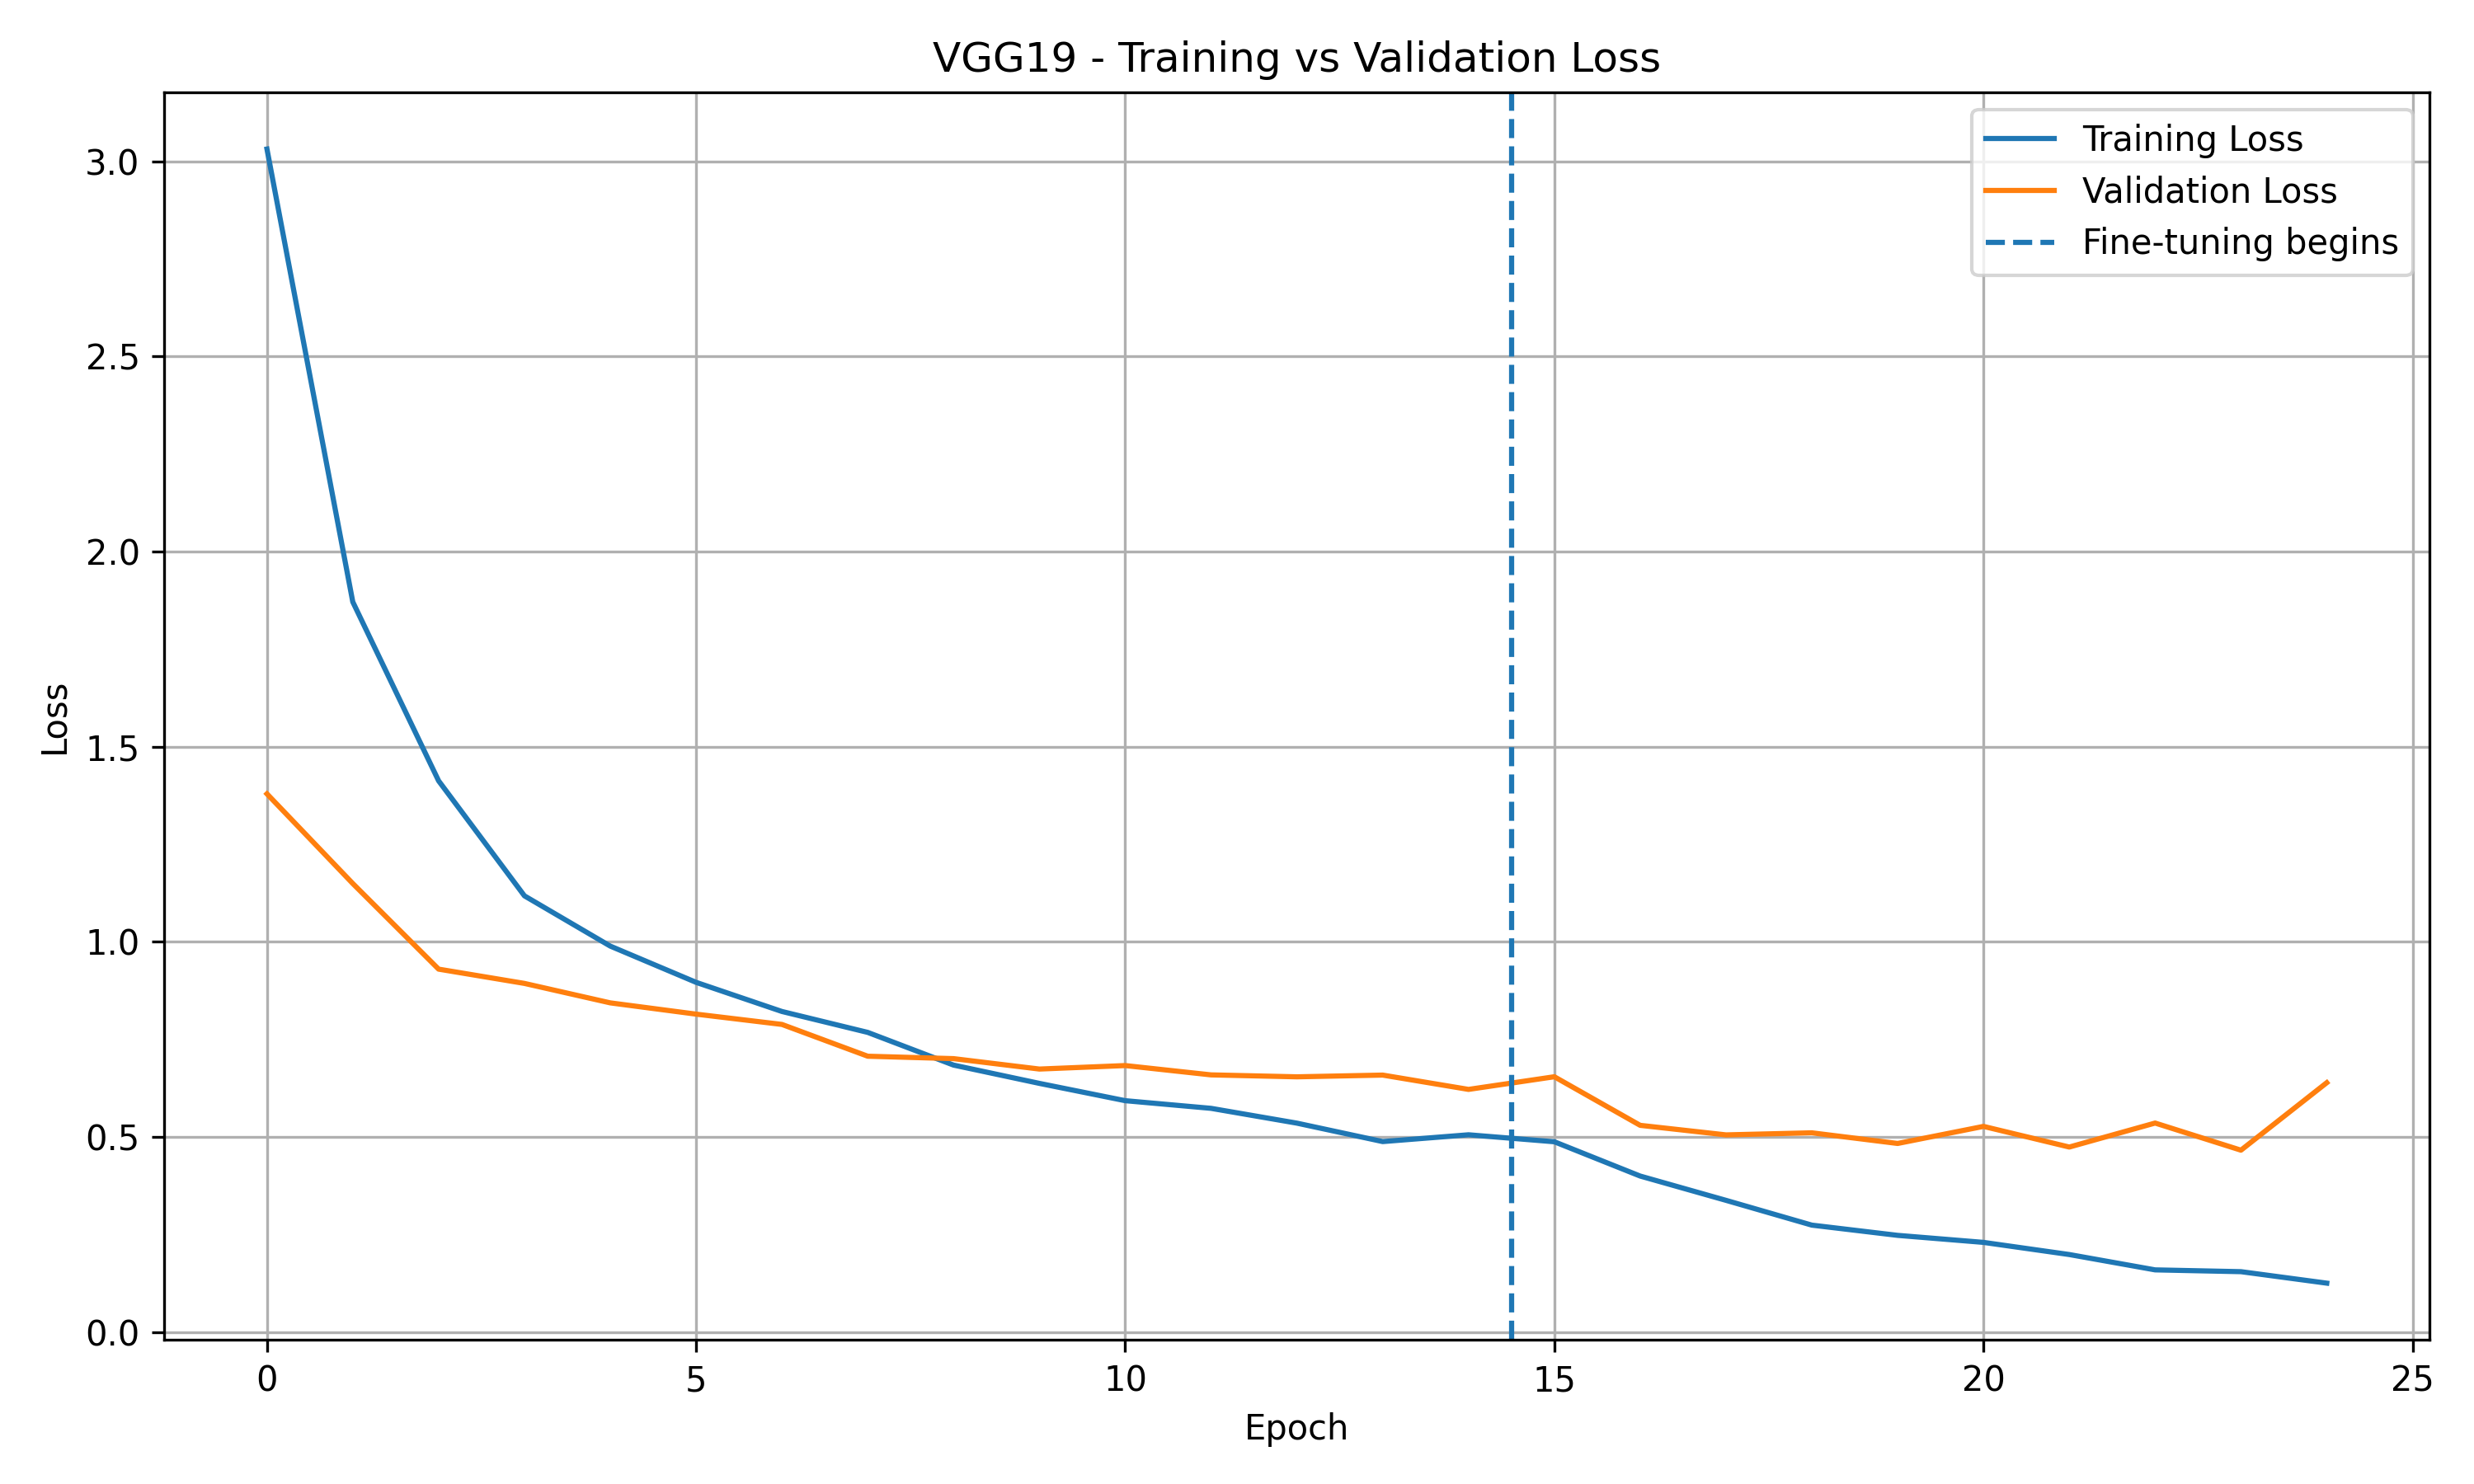 VGG19 - Training vs Validation Loss
Training Loss
Validation Loss
Fine-tuning begins
3.0
2.5
2.0
1.5
1.0
0.5
0.0
Loss
0 5 10 15 20 25
Epoch